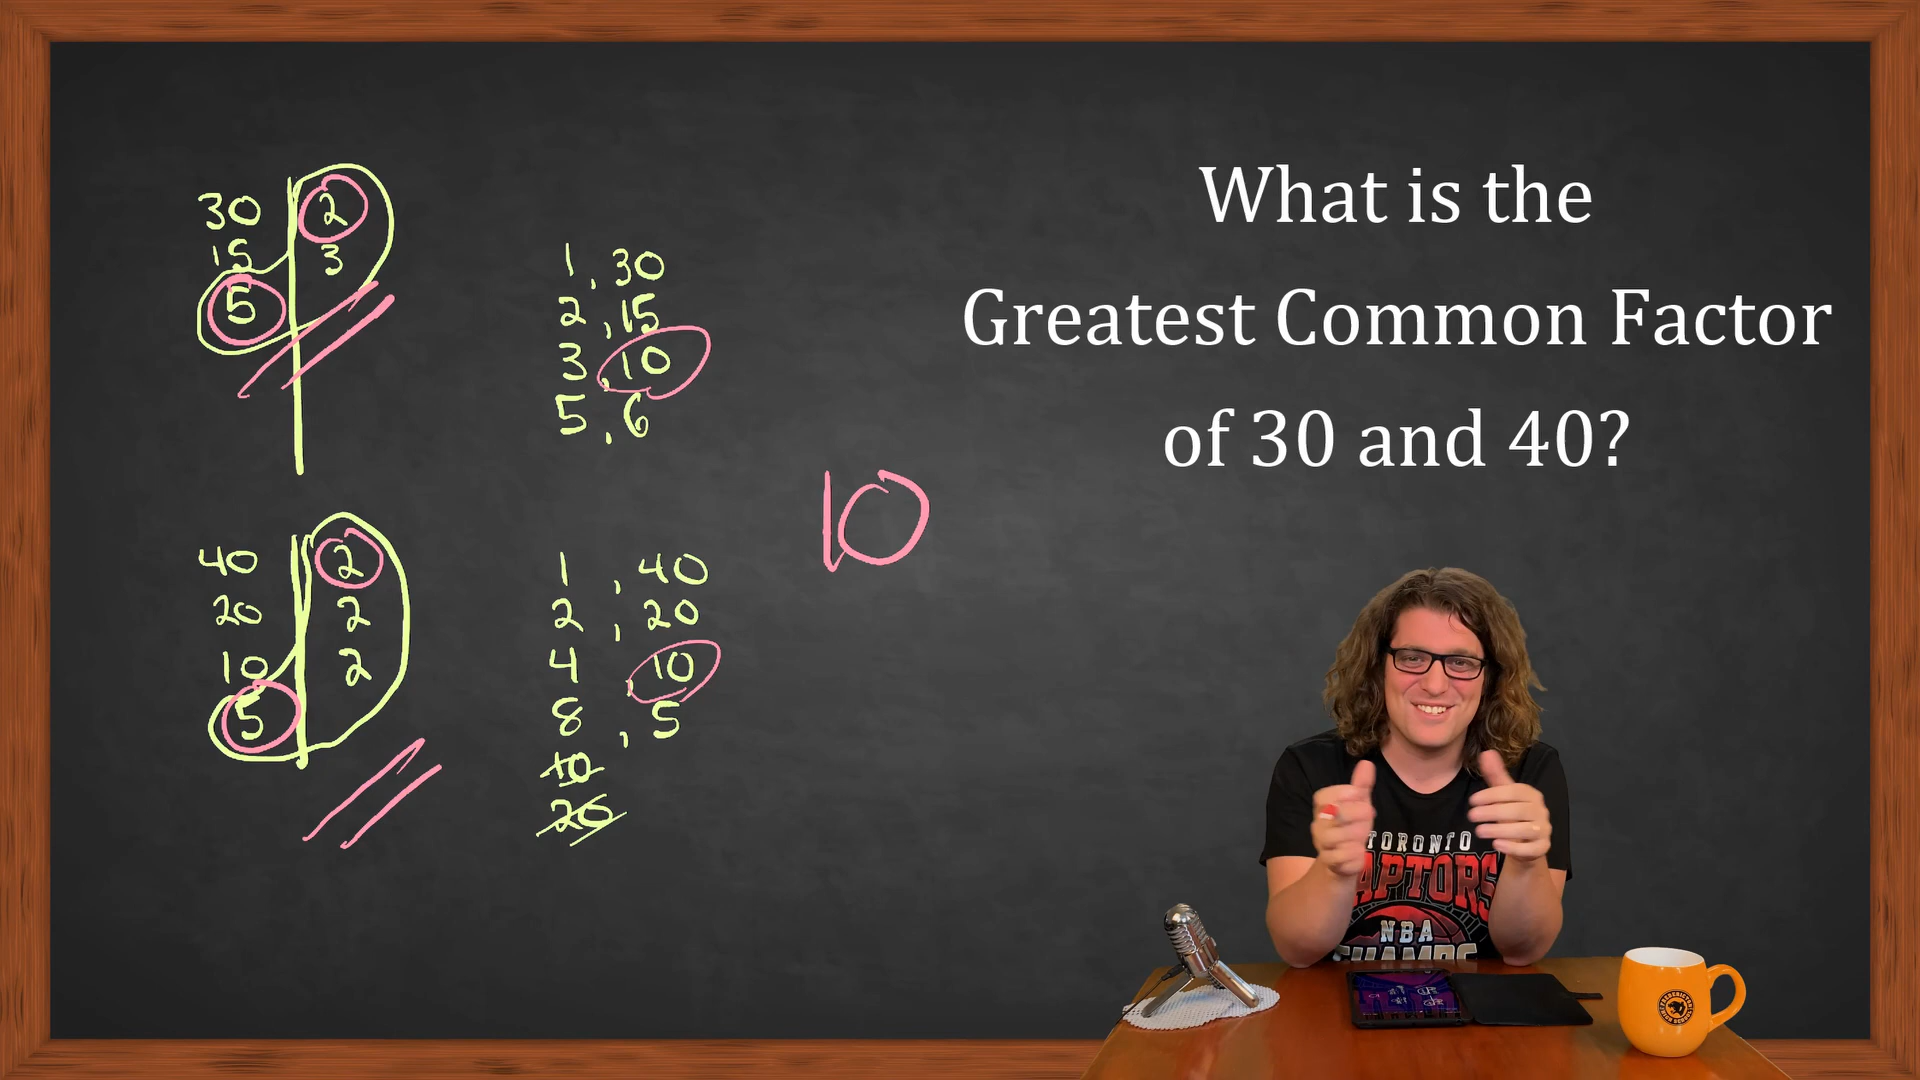 What is the
Greatest Common Factor
of 30 and 40?
30 2
15 3
5
1, 30
2, 15
3, 10
5, 6
10
40 2
20 2
10 2
5
1, 40
2, 20
4, 10
8, 5
10
20
TORONTO
RAPTORS
NBA
CHAMPS